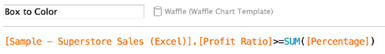 Box to Color Waffle (Waffle Chart Template)
[Sample - Superstore Sales (Excel)].[Profit Ratio]>=SUM([Percentage])